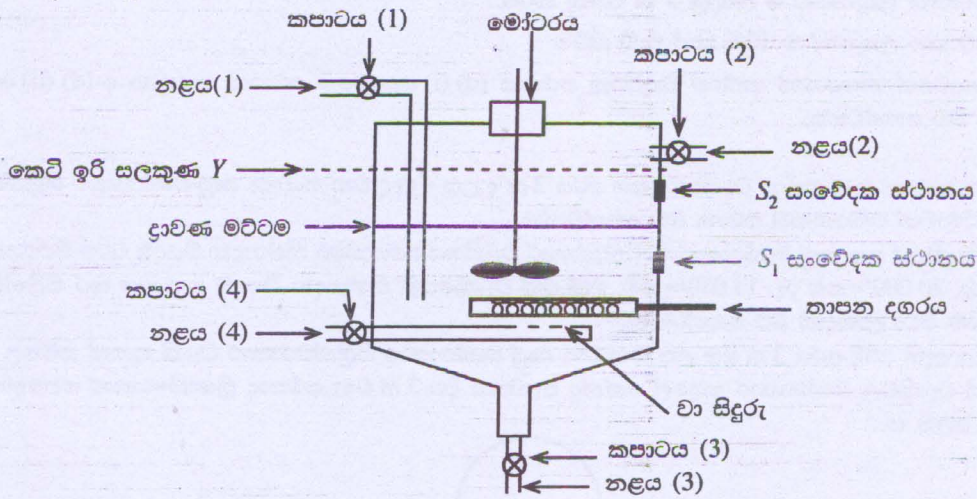 කපාටය (1)
මෝටරය
කපාටය (2)
නළය(1)
නළය(2)
කෙටි ඉරි සලකුණ Y
S2 සංවේදක ස්ථානය
ද්‍රාවණ මට්ටම
S1 සංවේදක ස්ථානය
කපාටය (4)
තාපන දඟරය
නළය (4)
වා සිදුරු
කපාටය (3)
නළය (3)